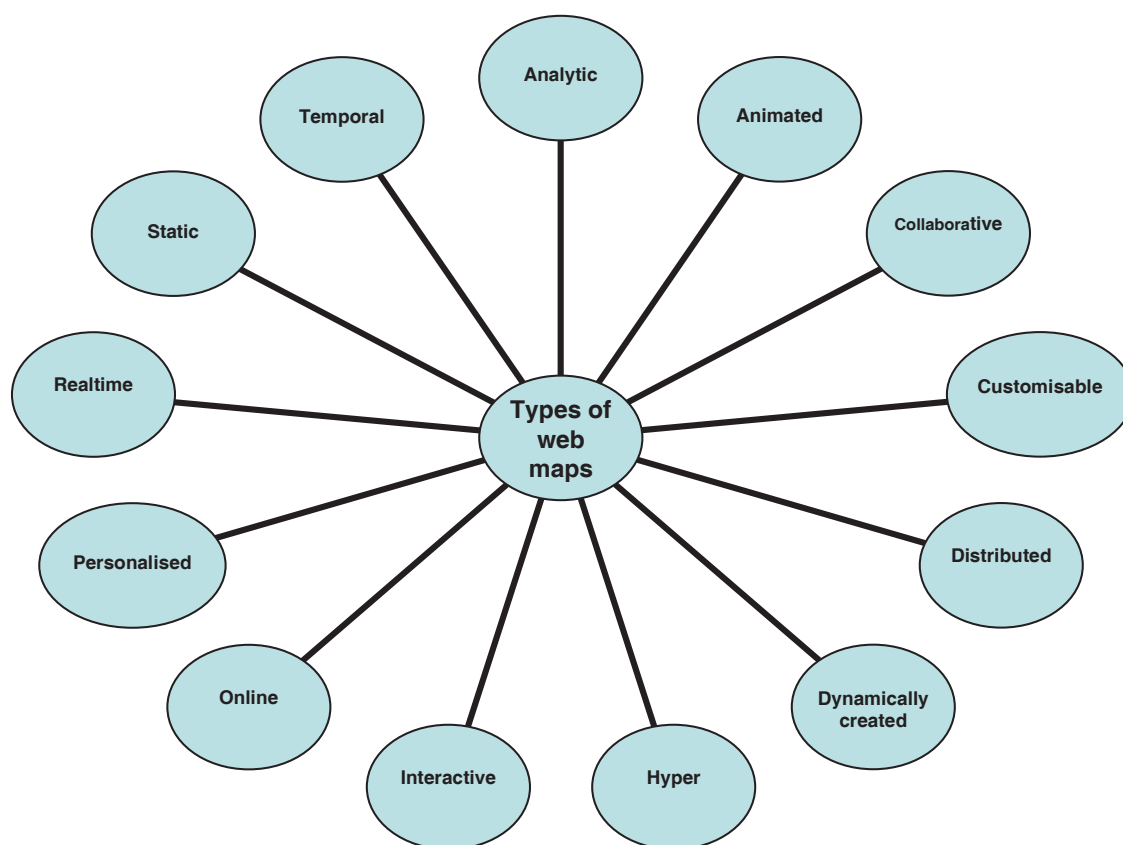 Analytic
Temporal
Animated
Static
Collaborative
Realtime
Customisable
Types of
web
maps
Personalised
Distributed
Online
Dynamically
created
Interactive
Hyper